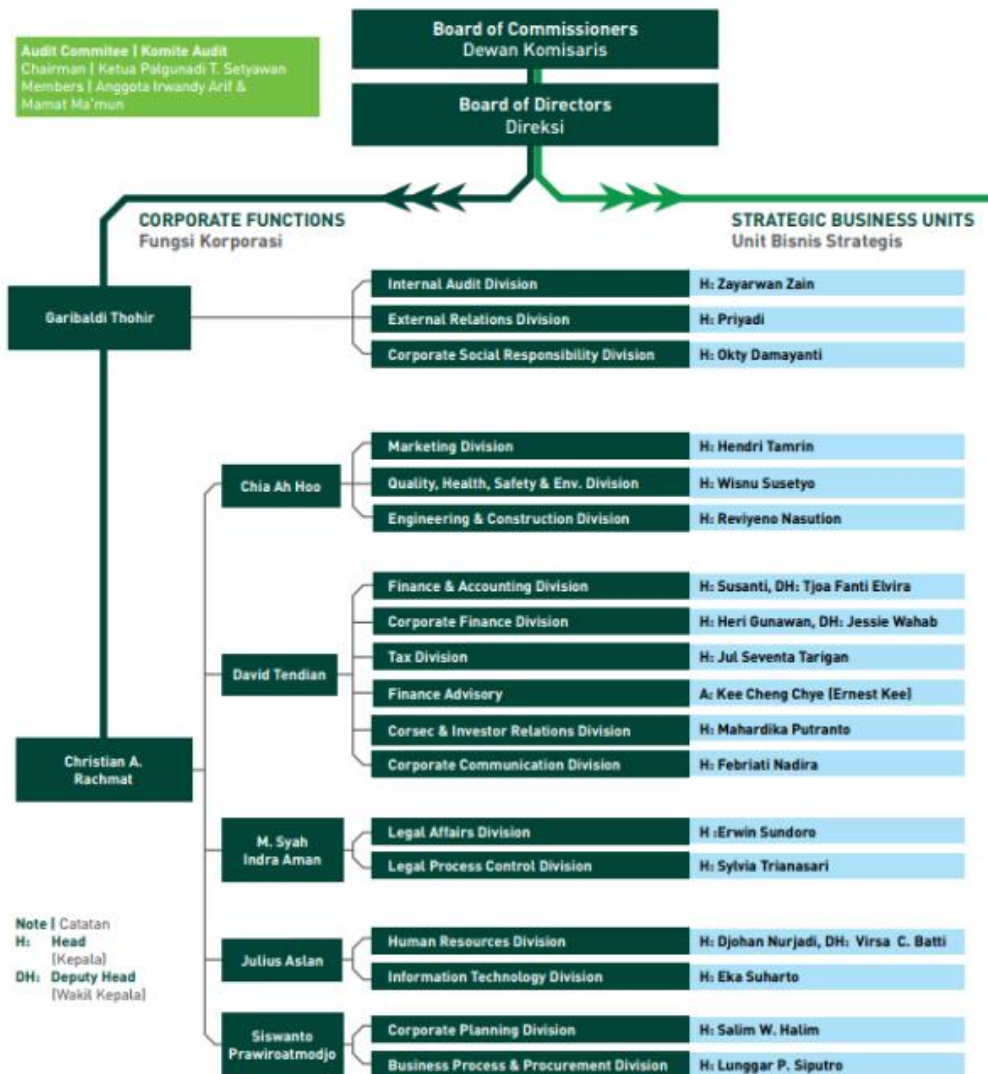 Board of Commissioners
Dewan Komisaris
Audit Commitee | Komite Audit
Chairman | Ketua Palgunadi T. Setyawan
Members | Anggota Irwandy Arif &
Mamat Ma'mun
Board of Directors
Direksi
CORPORATE FUNCTIONS
Fungsi Korporasi
STRATEGIC BUSINESS UNITS
Unit Bisnis Strategis
Garibaldi Thohir
Internal Audit Division
H: Zayarwan Zain
External Relations Division
H: Priyadi
Corporate Social Responsibility Division
H: Okty Damayanti
Chia Ah Hoo
Marketing Division
H: Hendri Tamrin
Quality, Health, Safety & Env. Division
H: Wisnu Susetyo
Engineering & Construction Division
H: Reviyeno Nasution
Christian A.
Rachmat
David Tendian
Finance & Accounting Division
H: Susanti, DH: Tjoa Fanti Elvira
Corporate Finance Division
H: Heri Gunawan, DH: Jessie Wahab
Tax Division
H: Jul Seventa Tarigan
Finance Advisory
A: Kee Cheng Chye (Ernest Kee)
Corsec & Investor Relations Division
H: Mahardika Putranto
Corporate Communication Division
H: Febriati Nadira
M. Syah
Indra Aman
Legal Affairs Division
H :Erwin Sundoro
Legal Process Control Division
H: Sylvia Trianasari
Julius Aslan
Human Resources Division
H: Djohan Nurjadi, DH: Virsa C. Batti
Information Technology Division
H: Eka Suharto
Siswanto
Prawiroatmodjo
Corporate Planning Division
H: Salim W. Halim
Business Process & Procurement Division
H: Lunggar P. Siputro
Note | Catatan
H: Head
(Kepala)
DH: Deputy Head
(Wakil Kepala)